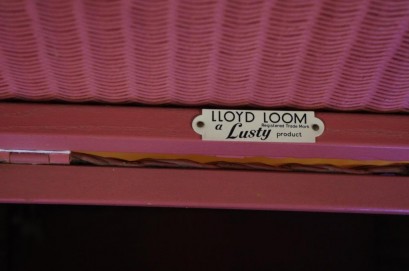 LLOYD LOOM
Registered Trade Mark
a Lusty product